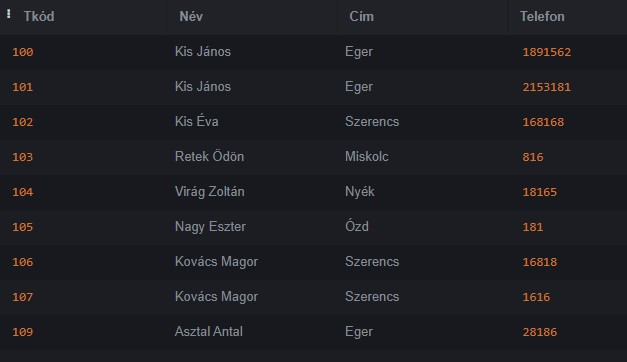 Tkód Név Cím Telefon
100 Kis János Eger 1891562
101 Kis János Eger 2153181
102 Kis Éva Szerencs 168168
103 Retek Ödön Miskolc 816
104 Virág Zoltán Nyék 18165
105 Nagy Eszter Ózd 181
106 Kovács Magor Szerencs 16818
107 Kovács Magor Szerencs 1616
109 Asztal Antal Eger 28186